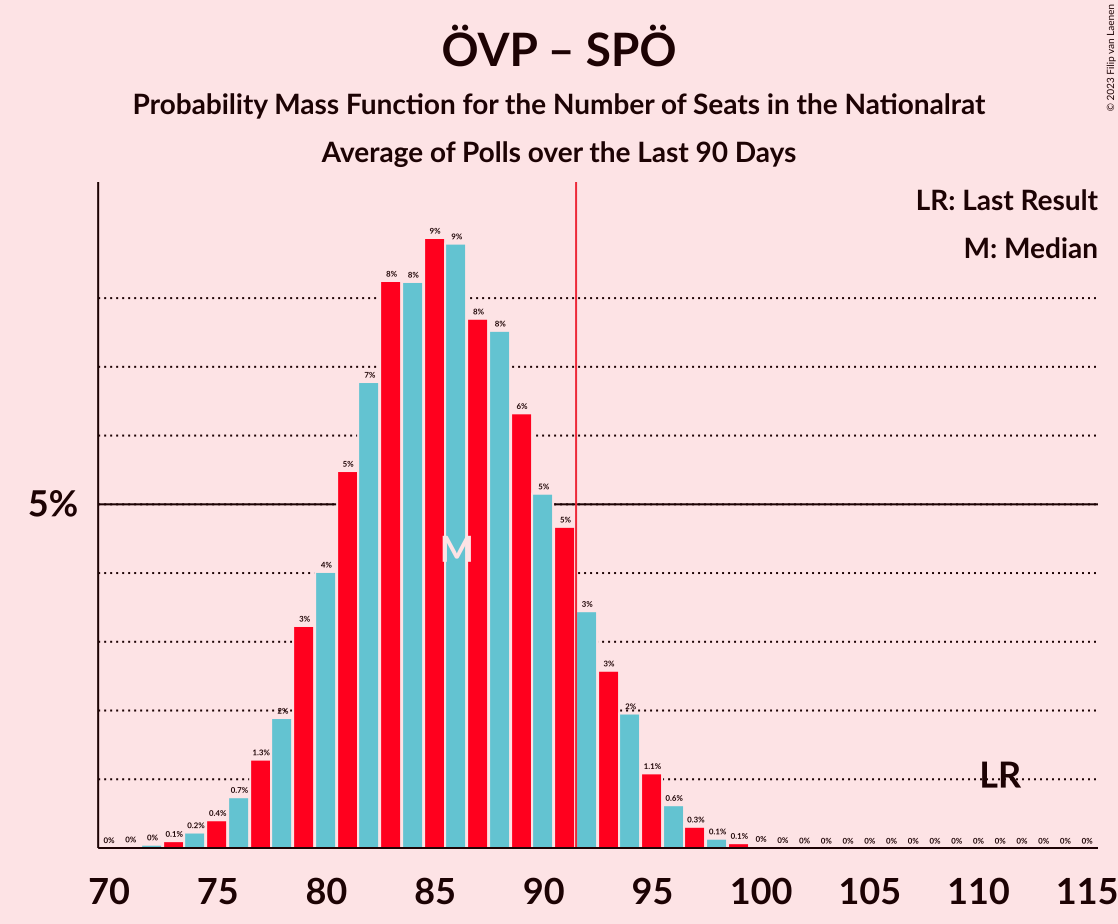 ÖVP – SPÖ
Probability Mass Function for the Number of Seats in the Nationalrat
Average of Polls over the Last 90 Days
© 2023 Filip van Laenen
LR: Last Result
M: Median
5%
0% 0% 0% 0.1% 0.2% 0.4% 0.7% 1.3% 2% 3% 4% 5% 7% 8% 8% 9% 9% 8% 8% 6% 5% 5% 3% 3% 2% 1.1% 0.6% 0.3% 0.1% 0.1% 0% 0% 0% 0% 0% 0% 0% 0% 0% 0% 0% 0% 0% 0% 0% 0%
M
LR
70 75 80 85 90 95 100 105 110 115